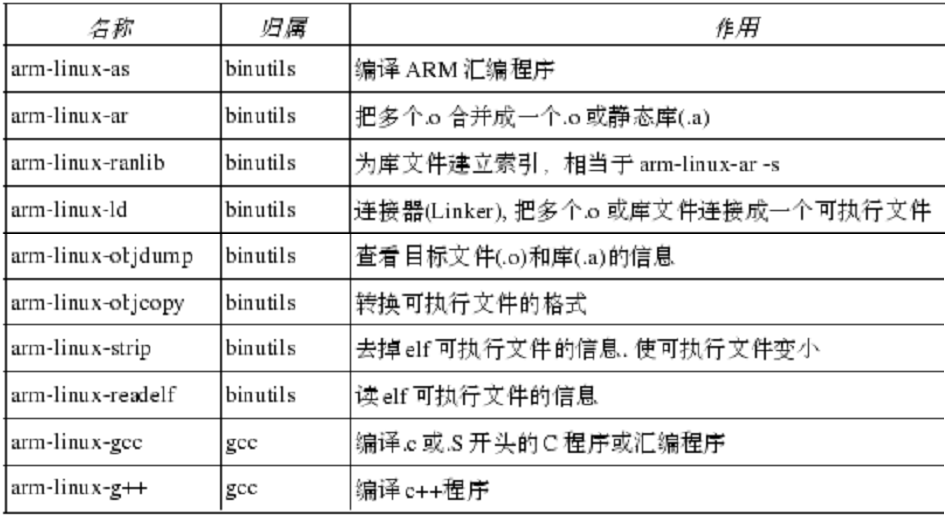 名称 归属 作用
arm-linux-as binutils 编译 ARM 汇编程序
arm-linux-ar binutils 把多个.o 合并成一个.o 或静态库(.a)
arm-linux-ranlib binutils 为库文件建立索引，相当于 arm-linux-ar -s
arm-linux-ld binutils 连接器(Linker), 把多个.o 或库文件连接成一个可执行文件
arm-linux-objdump binutils 查看目标文件(.o)和库(.a)的信息
arm-linux-objcopy binutils 转换可执行文件的格式
arm-linux-strip binutils 去掉 elf 可执行文件的信息. 使可执行文件变小
arm-linux-readelf binutils 读 elf 可执行文件的信息
arm-linux-gcc gcc 编译.c 或.S 开头的 C 程序或汇编程序
arm-linux-g++ gcc 编译 c++程序